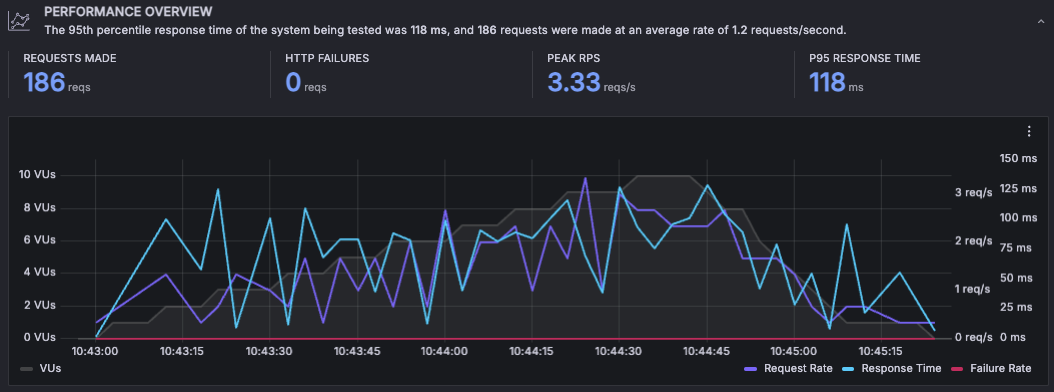 PERFORMANCE OVERVIEW
The 95th percentile response time of the system being tested was 118 ms, and 186 requests were made at an average rate of 1.2 requests/second.
REQUESTS MADE
186 reqs
HTTP FAILURES
0 reqs
PEAK RPS
3.33 reqs/s
P95 RESPONSE TIME
118 ms
10 VUs
8 VUs
6 VUs
4 VUs
2 VUs
0 VUs
150 ms
125 ms
100 ms
75 ms
50 ms
25 ms
0 ms
3 req/s
2 req/s
1 req/s
0 req/s
10:43:00
10:43:15
10:43:30
10:43:45
10:44:00
10:44:15
10:44:30
10:44:45
10:45:00
10:45:15
VUs
Request Rate
Response Time
Failure Rate